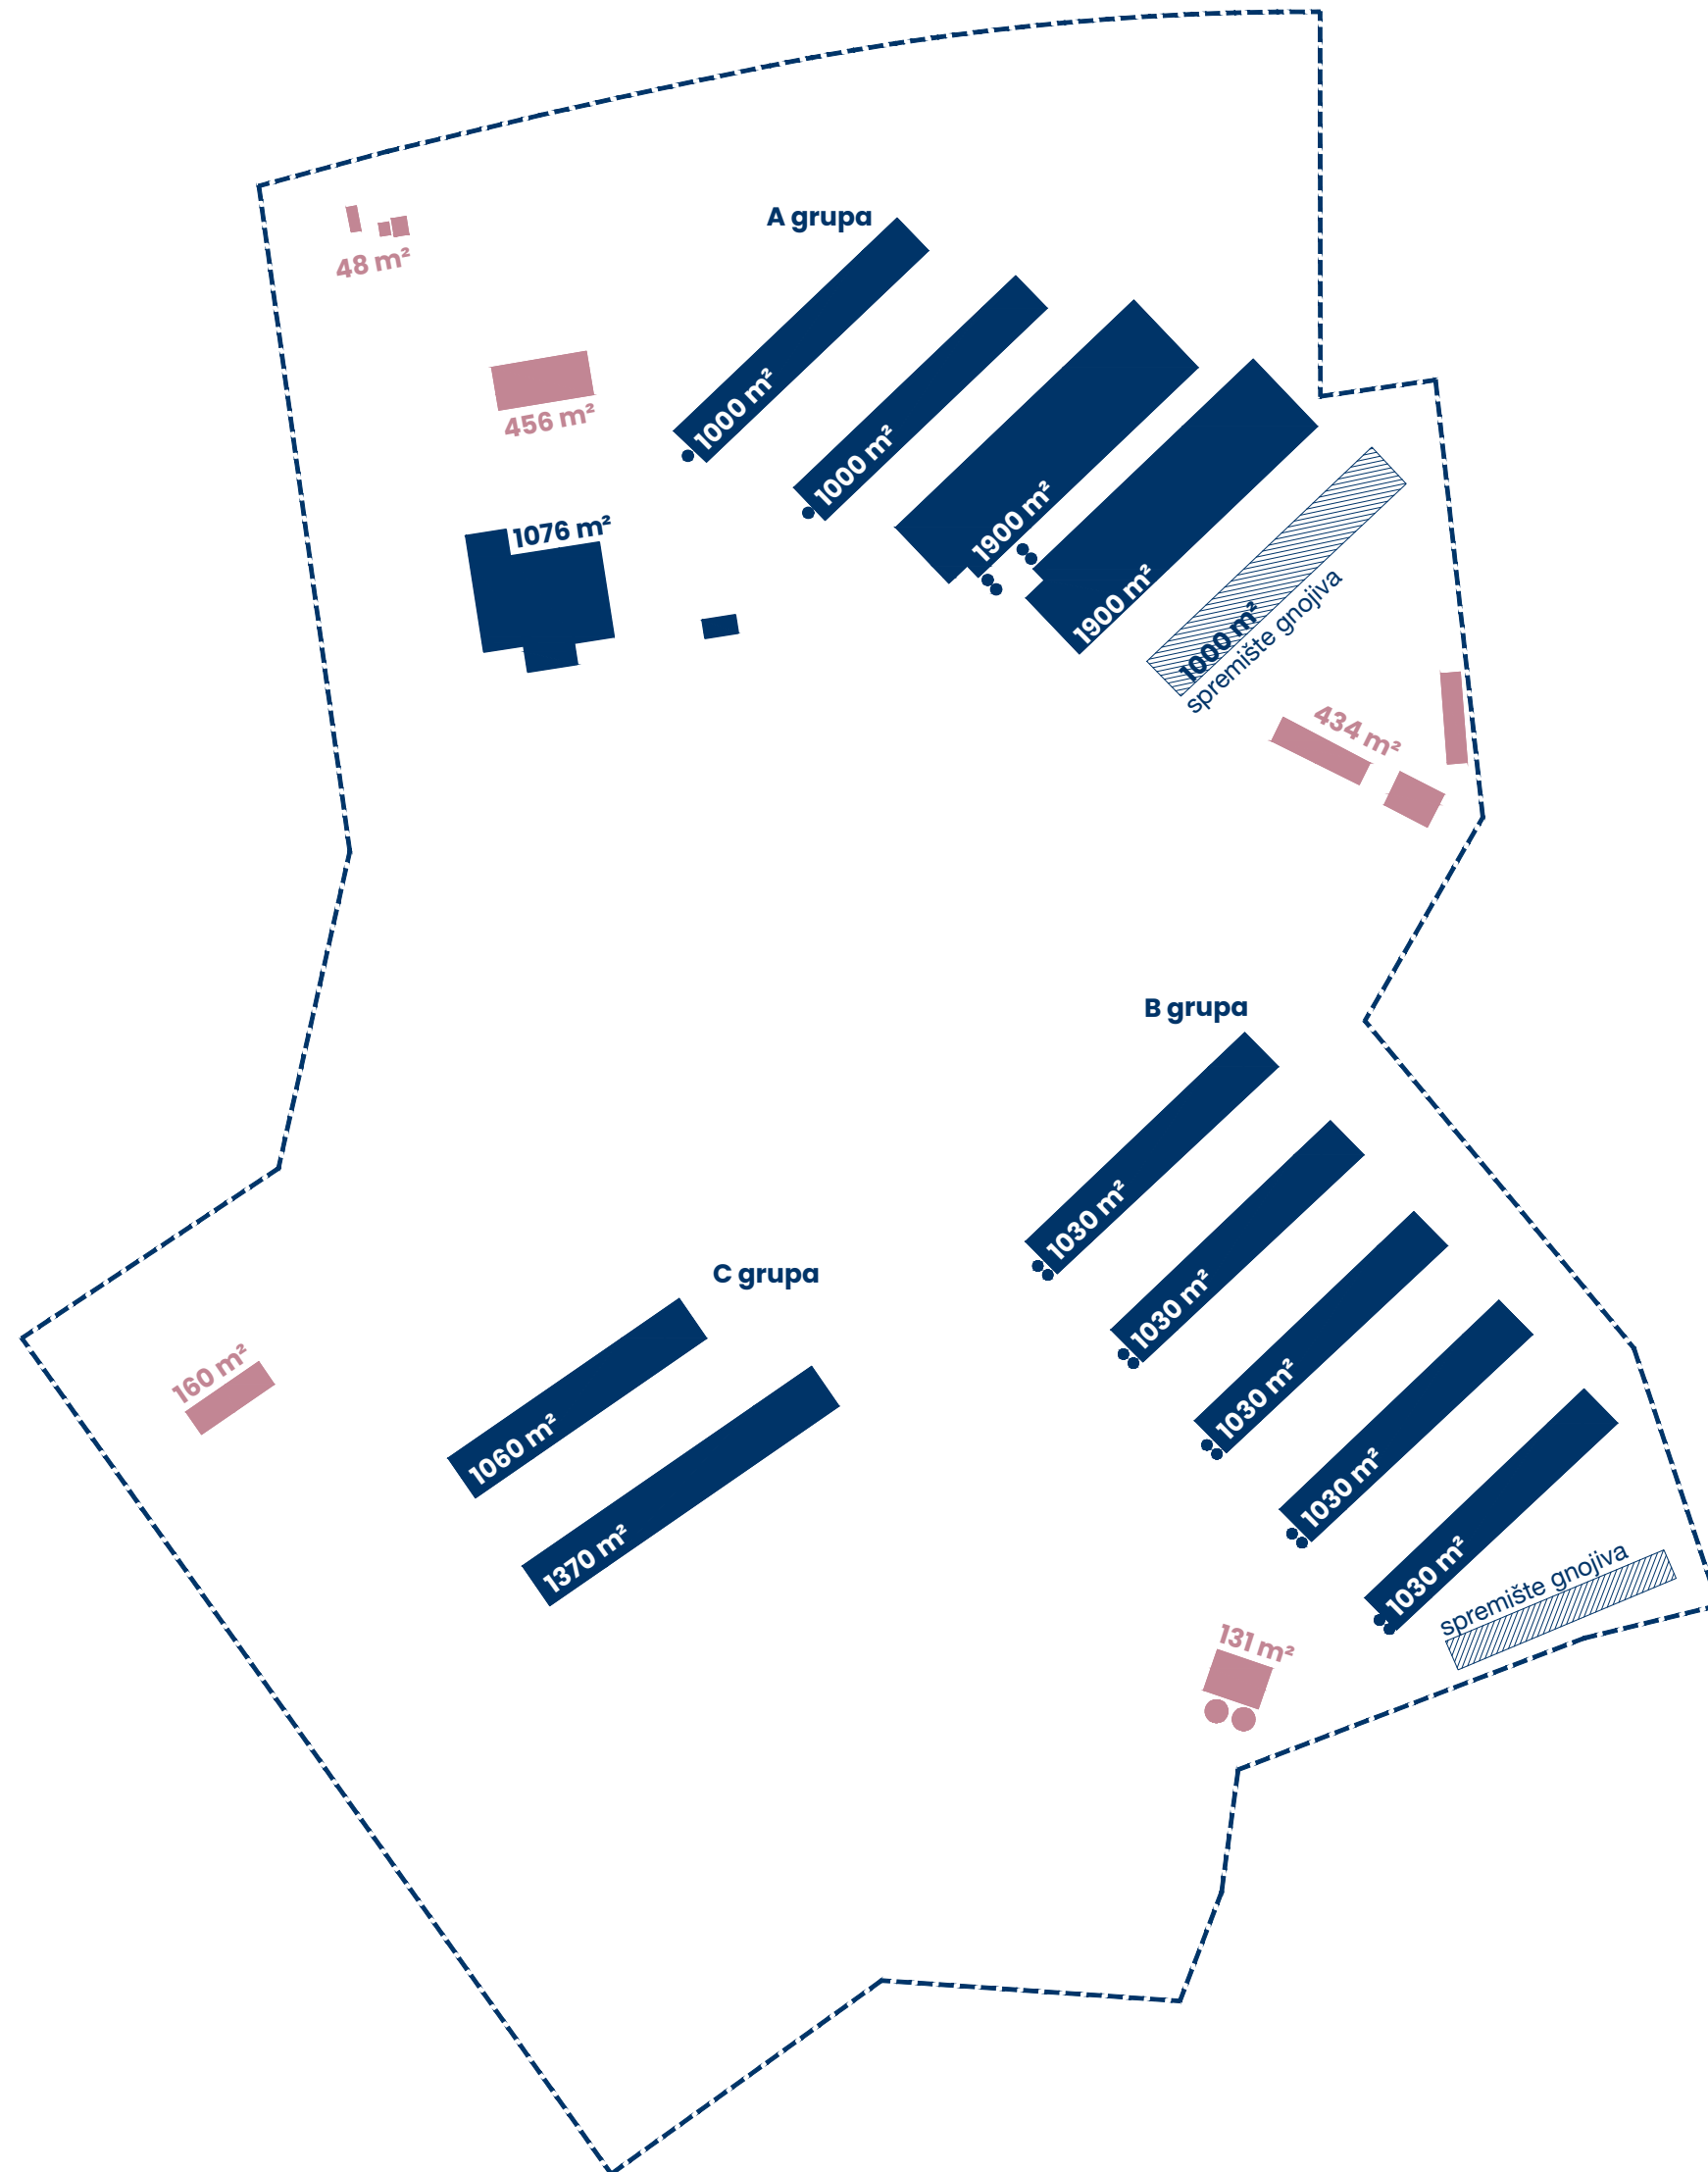 A grupa
48 m²
1000 m²
456 m²
1000 m²
1076 m²
1900 m²
1900 m²
1000 m²
spremište gnojiva
434 m²
B grupa
1030 m²
C grupa
1030 m²
160 m²
1030 m²
1060 m²
1030 m²
1370 m²
1030 m²
spremište gnojiva
131 m²